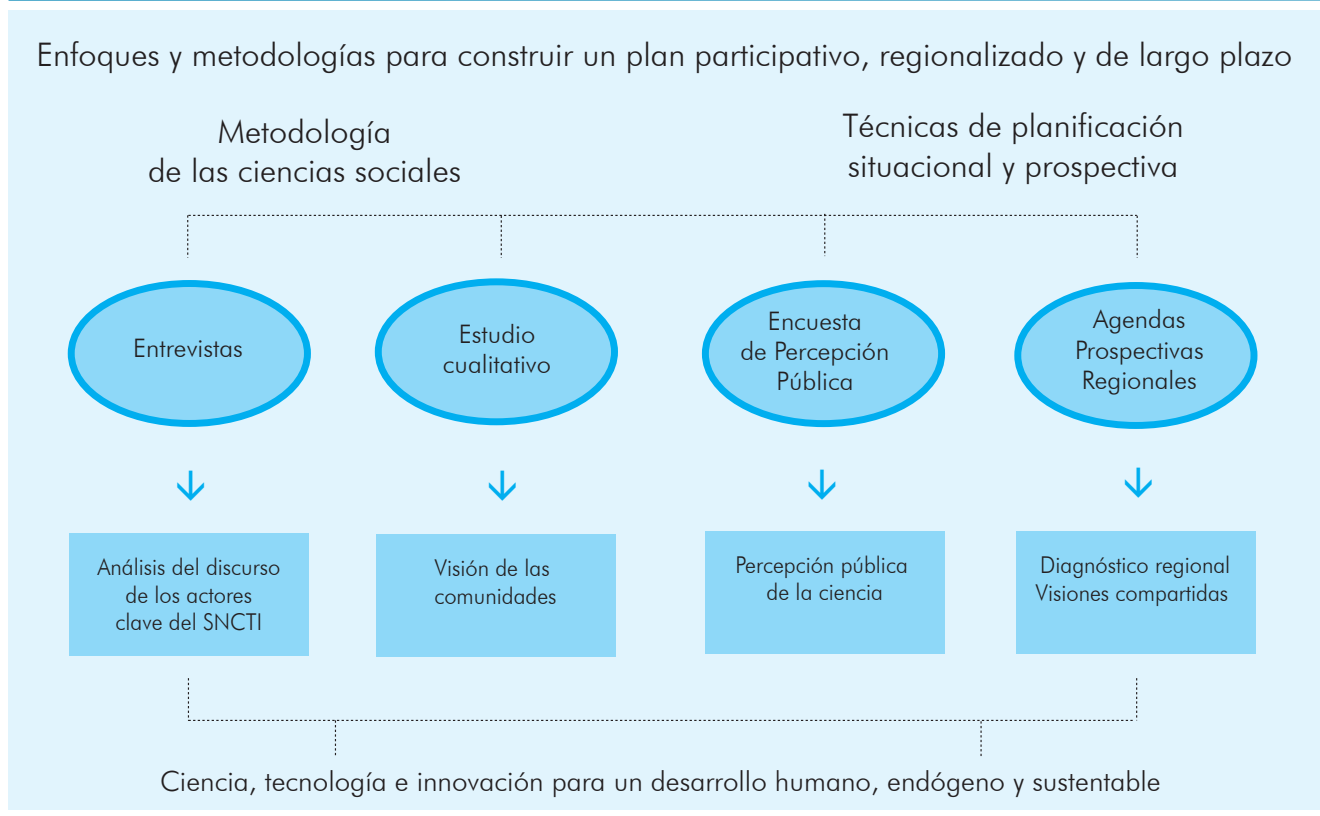 Enfoques y metodologías para construir un plan participativo, regionalizado y de largo plazo
Metodología
de las ciencias sociales
Técnicas de planificación
situacional y prospectiva
Entrevistas
Estudio
cualitativo
Encuesta
de Percepción
Pública
Agendas
Prospectivas
Regionales
Análisis del discurso
de los actores
clave del SNCTI
Visión de las
comunidades
Percepción pública
de la ciencia
Diagnóstico regional
Visiones compartidas
Ciencia, tecnología e innovación para un desarrollo humano, endógeno y sustentable